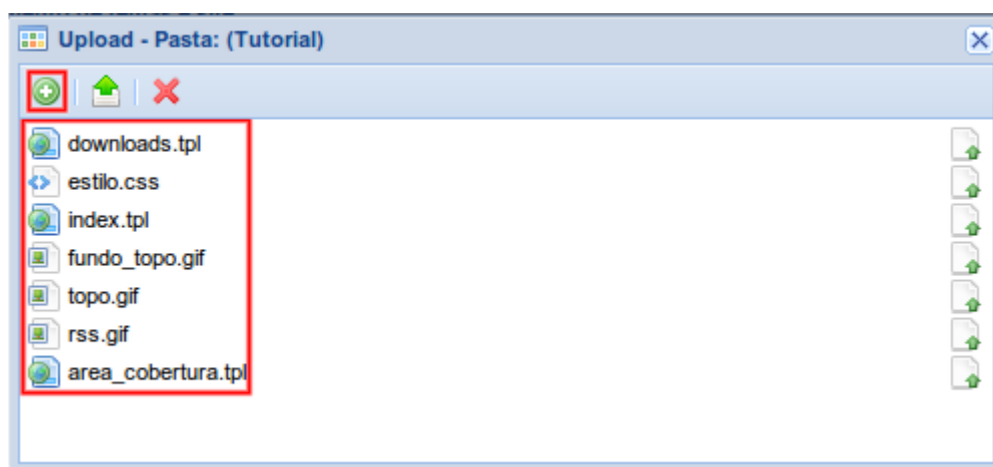 Upload - Pasta: (Tutorial)
downloads.tpl
estilo.css
index.tpl
fundo_topo.gif
topo.gif
rss.gif
area_cobertura.tpl